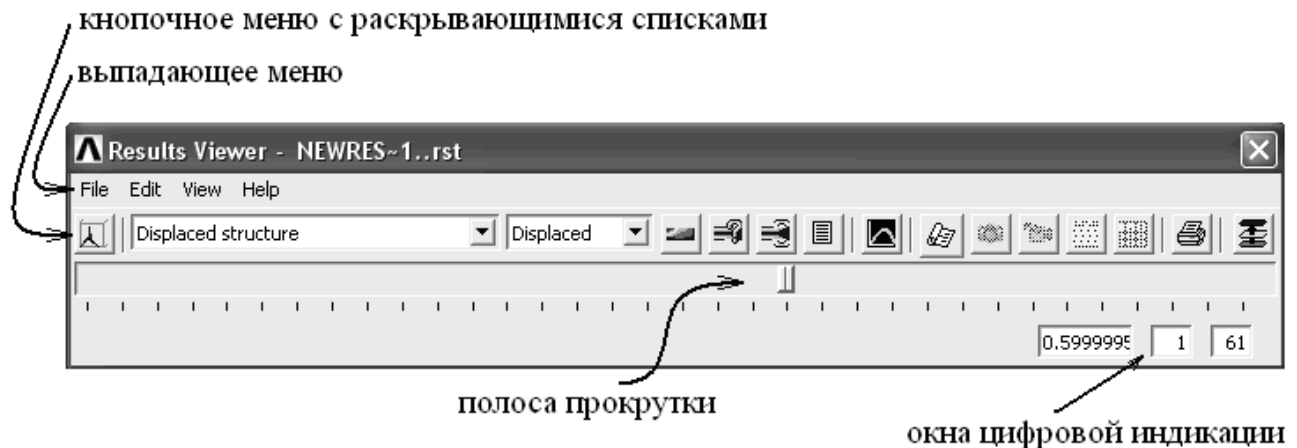 кнопочное меню с раскрывающимися списками
выпадающее меню
Results Viewer - NEWRES~1..rst
File Edit View Help
Displaced structure Displaced
0.5999995 1 61
полоса прокрутки
окна цифровой индикации